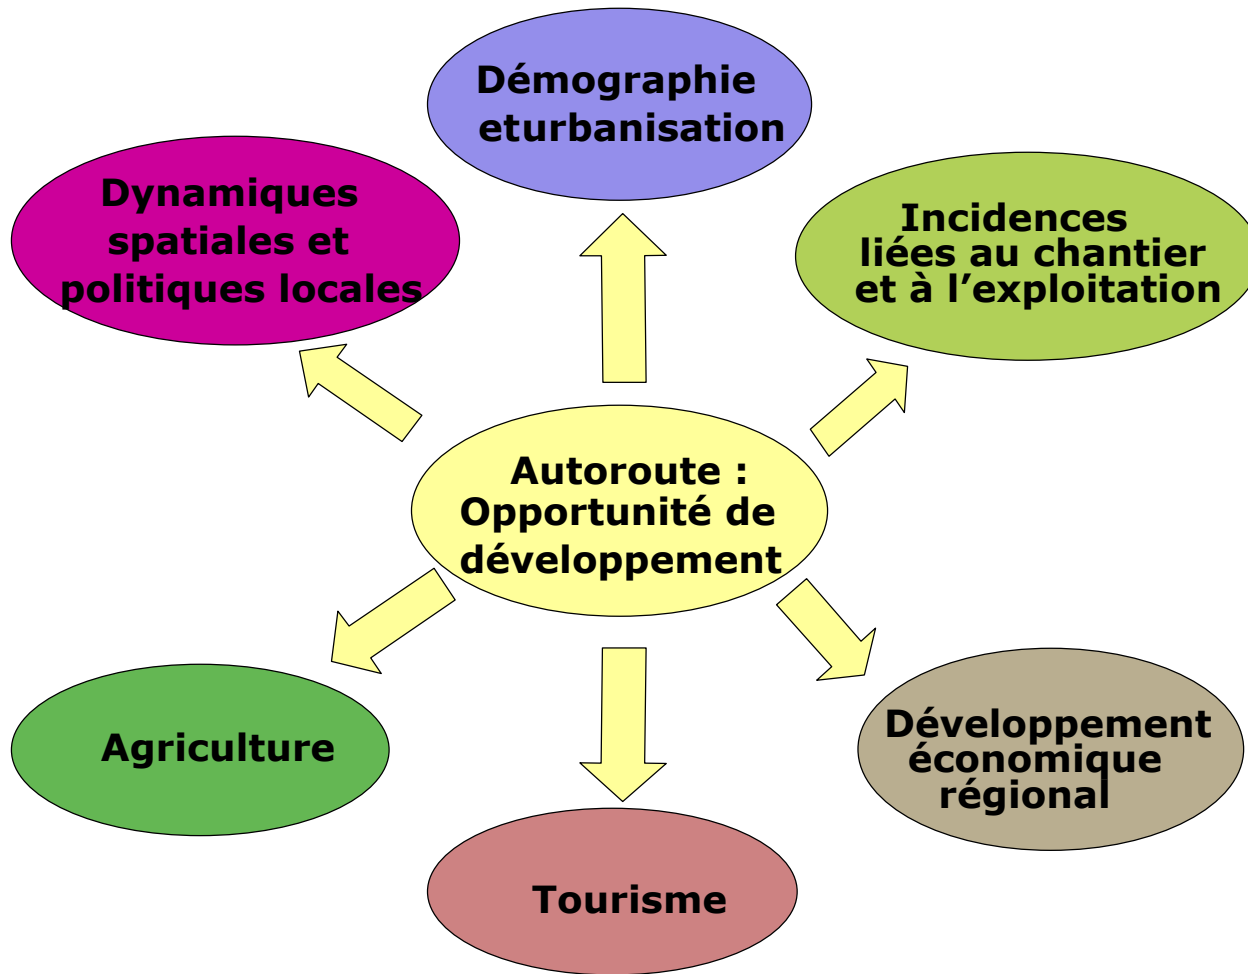 Démographie
eturbanisation
Dynamiques
spatiales et
politiques locales
Incidences
liées au chantier
et à l’exploitation
Autoroute :
Opportunité de
développement
Agriculture
Développement
économique
régional
Tourisme